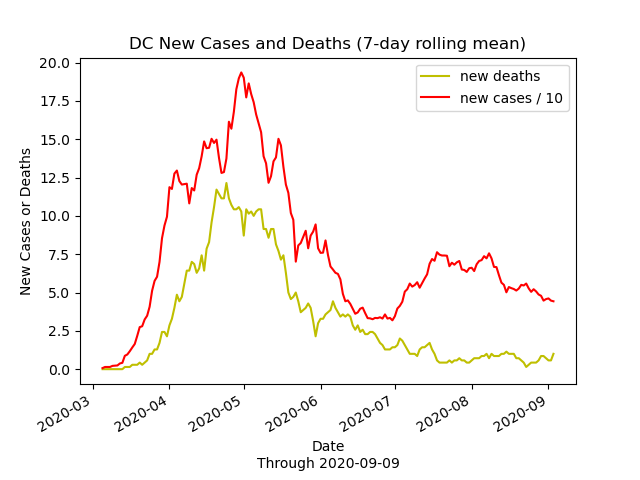 DC New Cases and Deaths (7-day rolling mean)
20.0
17.5
15.0
12.5
10.0
7.5
5.0
2.5
0.0
New Cases or Deaths
new deaths
new cases / 10
2020-03
2020-04
2020-05
2020-06
2020-07
2020-08
2020-09
Date
Through 2020-09-09